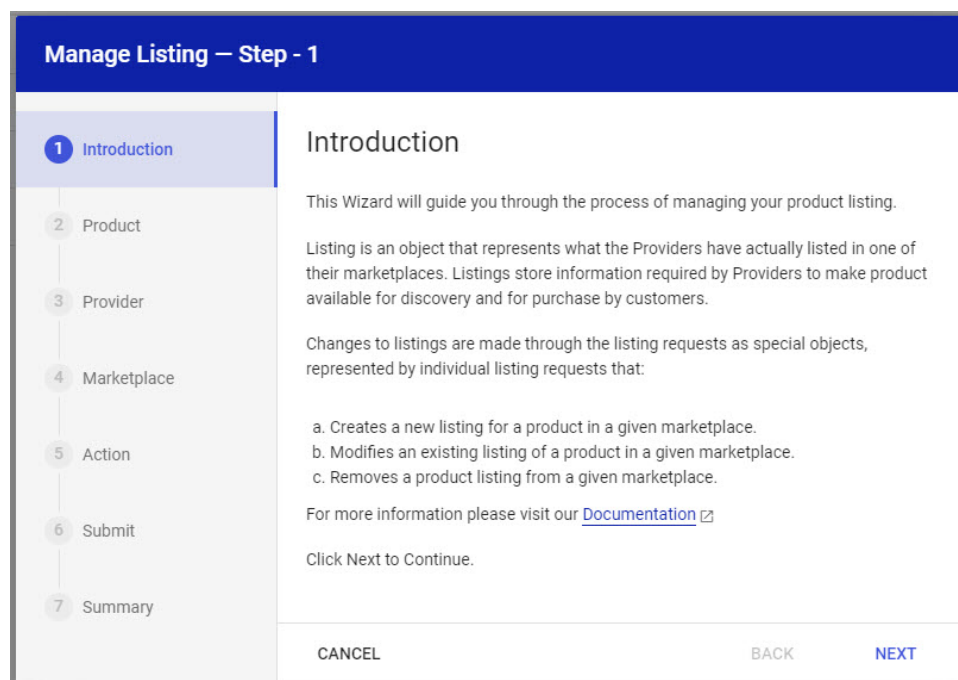 Manage Listing — Step - 1
1 Introduction
2 Product
3 Provider
4 Marketplace
5 Action
6 Submit
7 Summary
Introduction
This Wizard will guide you through the process of managing your product listing.
Listing is an object that represents what the Providers have actually listed in one of
their marketplaces. Listings store information required by Providers to make product
available for discovery and for purchase by customers.
Changes to listings are made through the listing requests as special objects,
represented by individual listing requests that:
a. Creates a new listing for a product in a given marketplace.
b. Modifies an existing listing of a product in a given marketplace.
c. Removes a product listing from a given marketplace.
For more information please visit our Documentation
Click Next to Continue.
CANCEL BACK NEXT